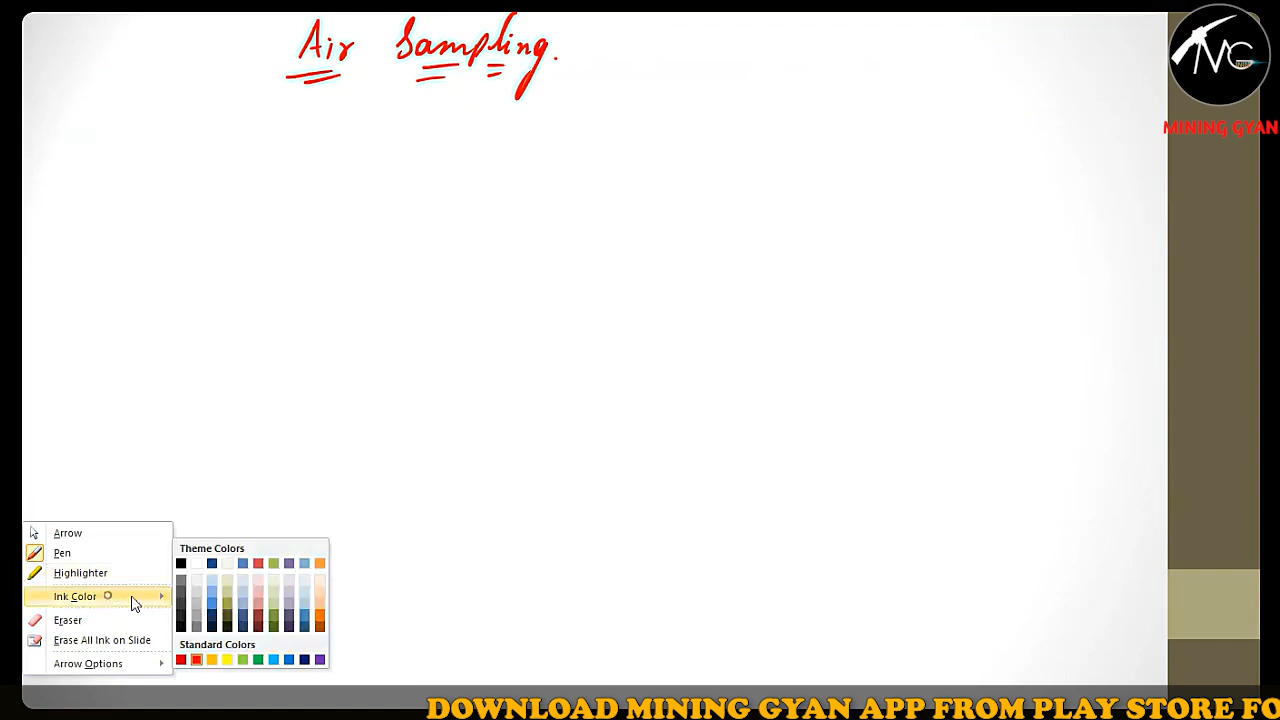 Air Sampling.
MG
MINING GYAN
Arrow
Pen
Highlighter
Ink Color
Eraser
Erase All Ink on Slide
Arrow Options
Theme Colors
Standard Colors
DOWNLOAD MINING GYAN APP FROM PLAY STORE FO